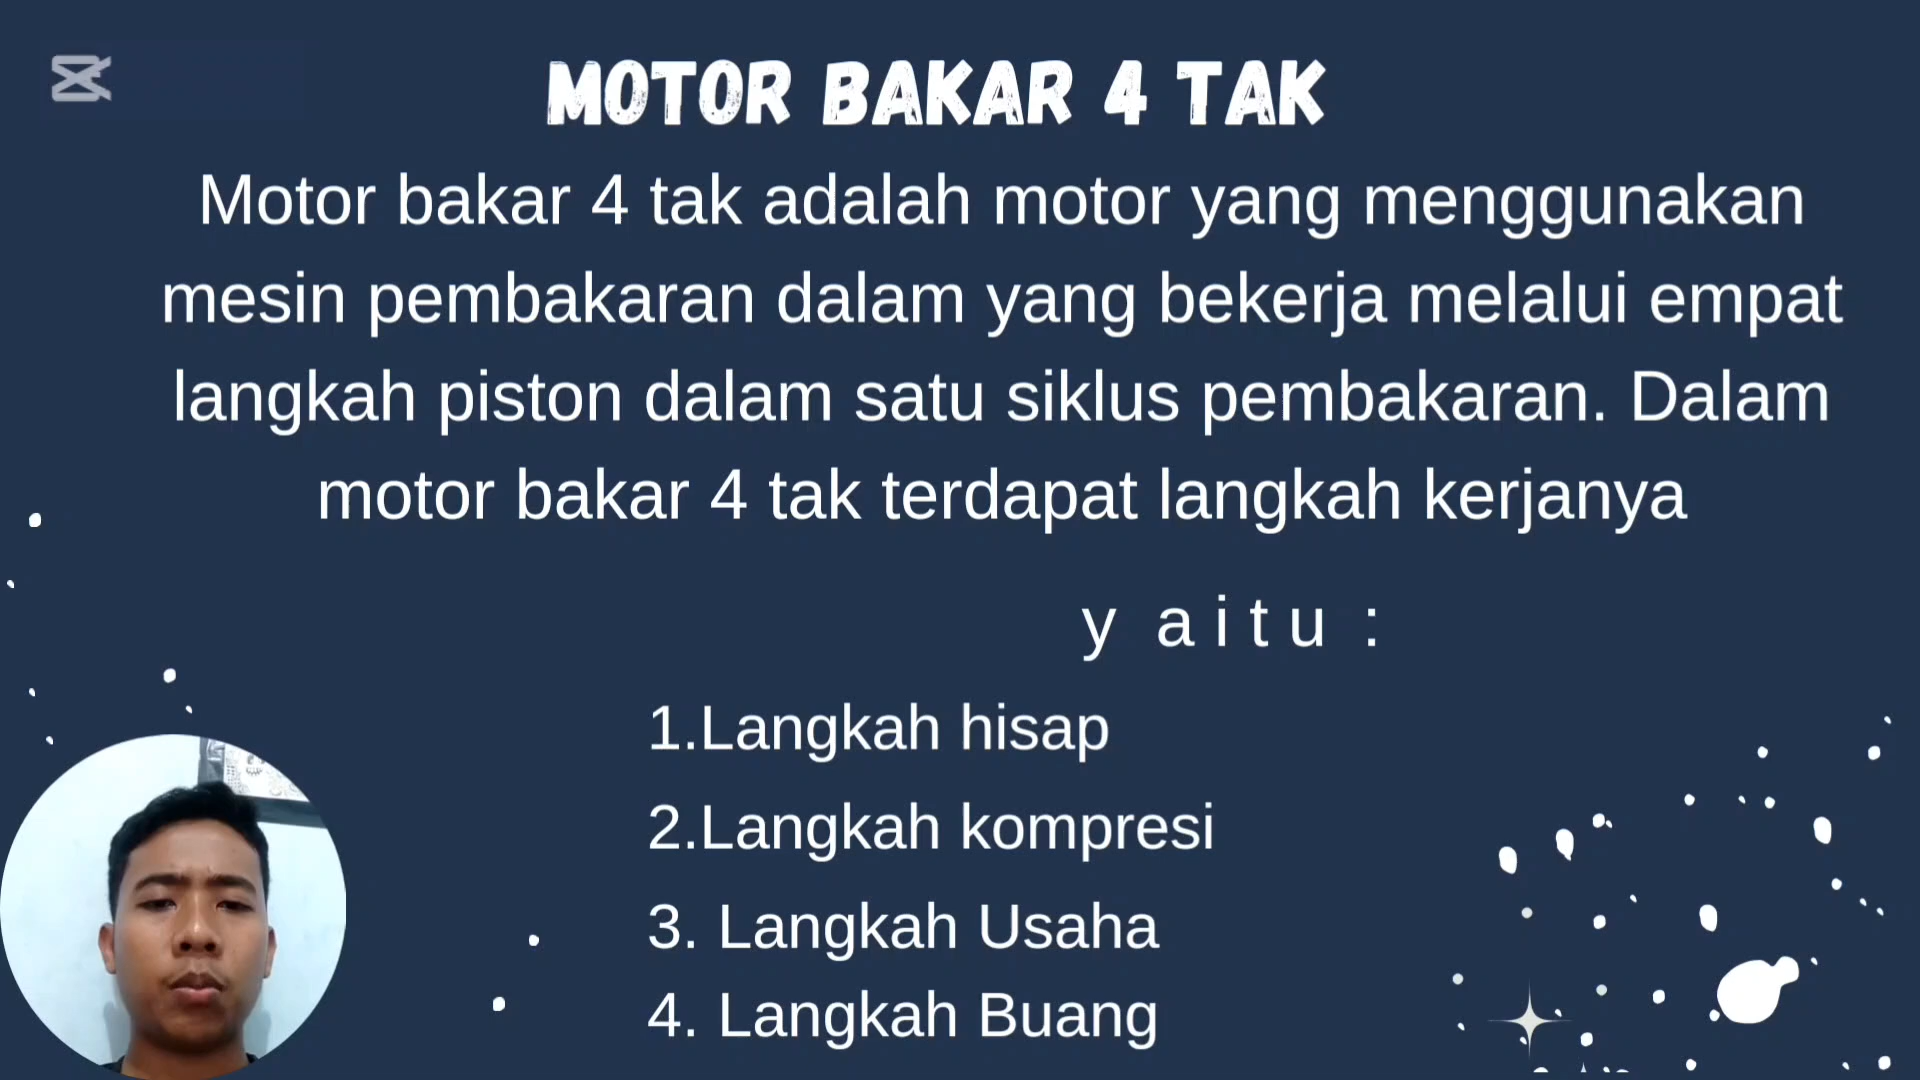 MOTOR BAKAR 4 TAK
Motor bakar 4 tak adalah motor yang menggunakan
mesin pembakaran dalam yang bekerja melalui empat
langkah piston dalam satu siklus pembakaran. Dalam
motor bakar 4 tak terdapat langkah kerjanya
y aitu :
1.Langkah hisap
2.Langkah kompresi
3. Langkah Usaha
4. Langkah Buang